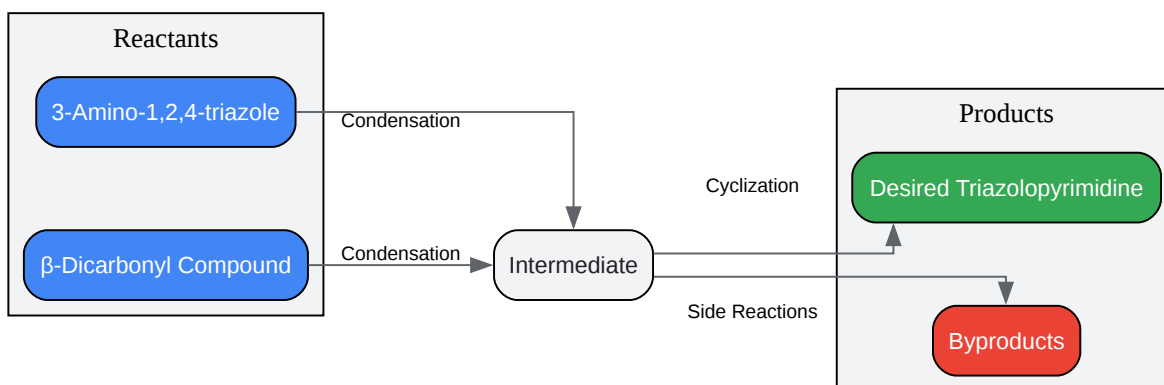 Reactants
3-Amino-1,2,4-triazole
Condensation
β-Dicarbonyl Compound
Condensation
Intermediate
Cyclization
Side Reactions
Products
Desired Triazolopyrimidine
Byproducts